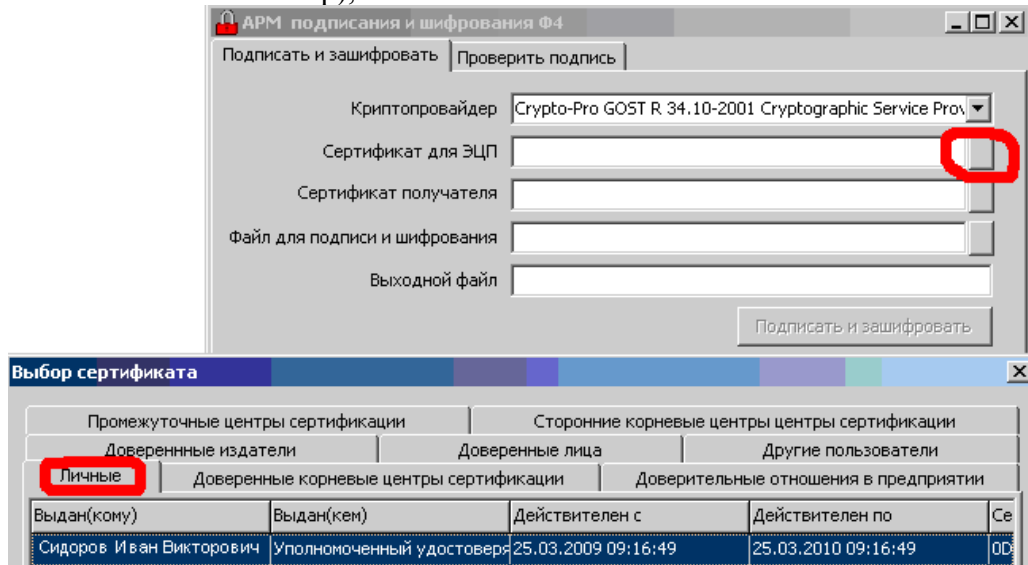 АРМ подписания и шифрования Ф4
Подписать и зашифровать Проверить подпись
Криптопровайдер Crypto-Pro GOST R 34.10-2001 Cryptographic Service Prov
Сертификат для ЭЦП
Сертификат получателя
Файл для подписи и шифрования
Выходной файл
Подписать и зашифровать
Выбор сертификата
Промежуточные центры сертификации Сторонние корневые центры центры сертификации
Доверенные издатели Доверенные лица Другие пользователи
Личные Доверенные корневые центры сертификации Доверительные отношения в предприятии
Выдан(кому) Выдан(кем) Действителен с Действителен по Се
Сидоров Иван Викторович Уполномоченный удостоверя 25.03.2009 09:16:49 25.03.2010 09:16:49 0D